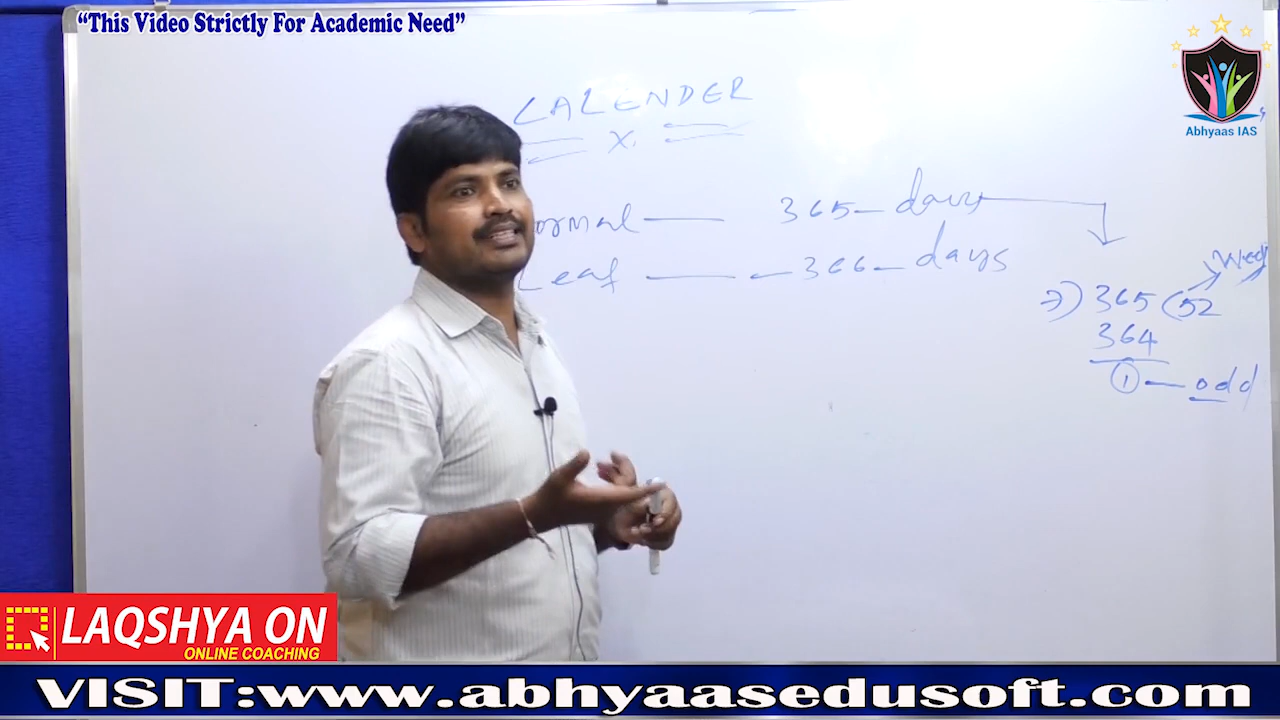 “This Video Strictly For Academic Need”
Abhyaas IAS
CALENDER
x
ormal — 365 — days
Leaf — 366 — days
Week
7) 365 (52
364
1 — odd
LAQSHYA ON
ONLINE COACHING
VISIT:www.abhyaasedusoft.com